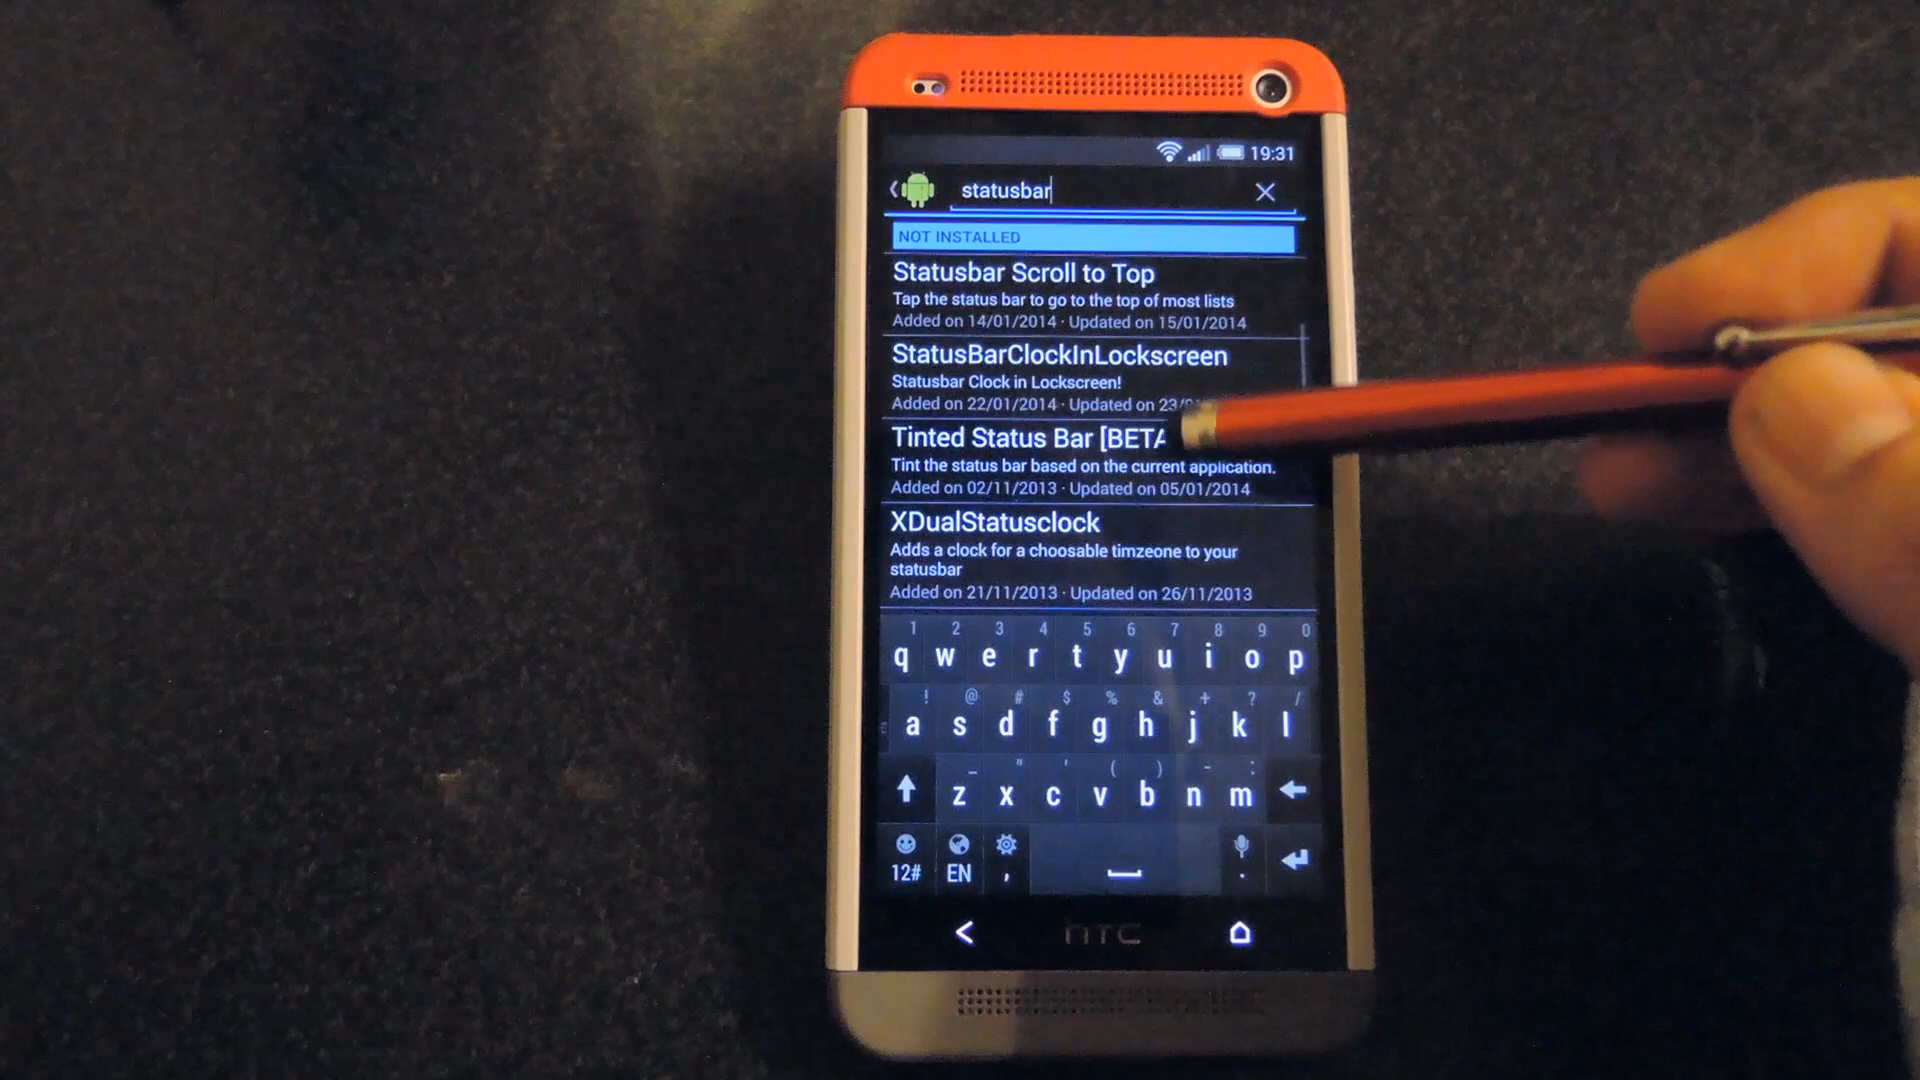 19:31
statusbar
NOT INSTALLED
Statusbar Scroll to Top
Tap the status bar to go to the top of most lists
Added on 14/01/2014 · Updated on 15/01/2014
StatusBarClockInLockscreen
Statusbar Clock in Lockscreen!
Added on 22/01/2014 · Updated on
Tinted Status Bar [BETA
Tint the status bar based on the current application.
Added on 02/11/2013 · Updated on 05/01/2014
XDualStatusclock
Adds a clock for a choosable timzeone to your
statusbar
Added on 21/11/2013 · Updated on 26/11/2013
1 2 3 4 5 6 7 8 9 0
q w e r t y u i o p
! @ # $ % & + ? /
a s d f g h j k l
_ " ' ( ) - :
z x c v b n m
12# EN , .
hTC